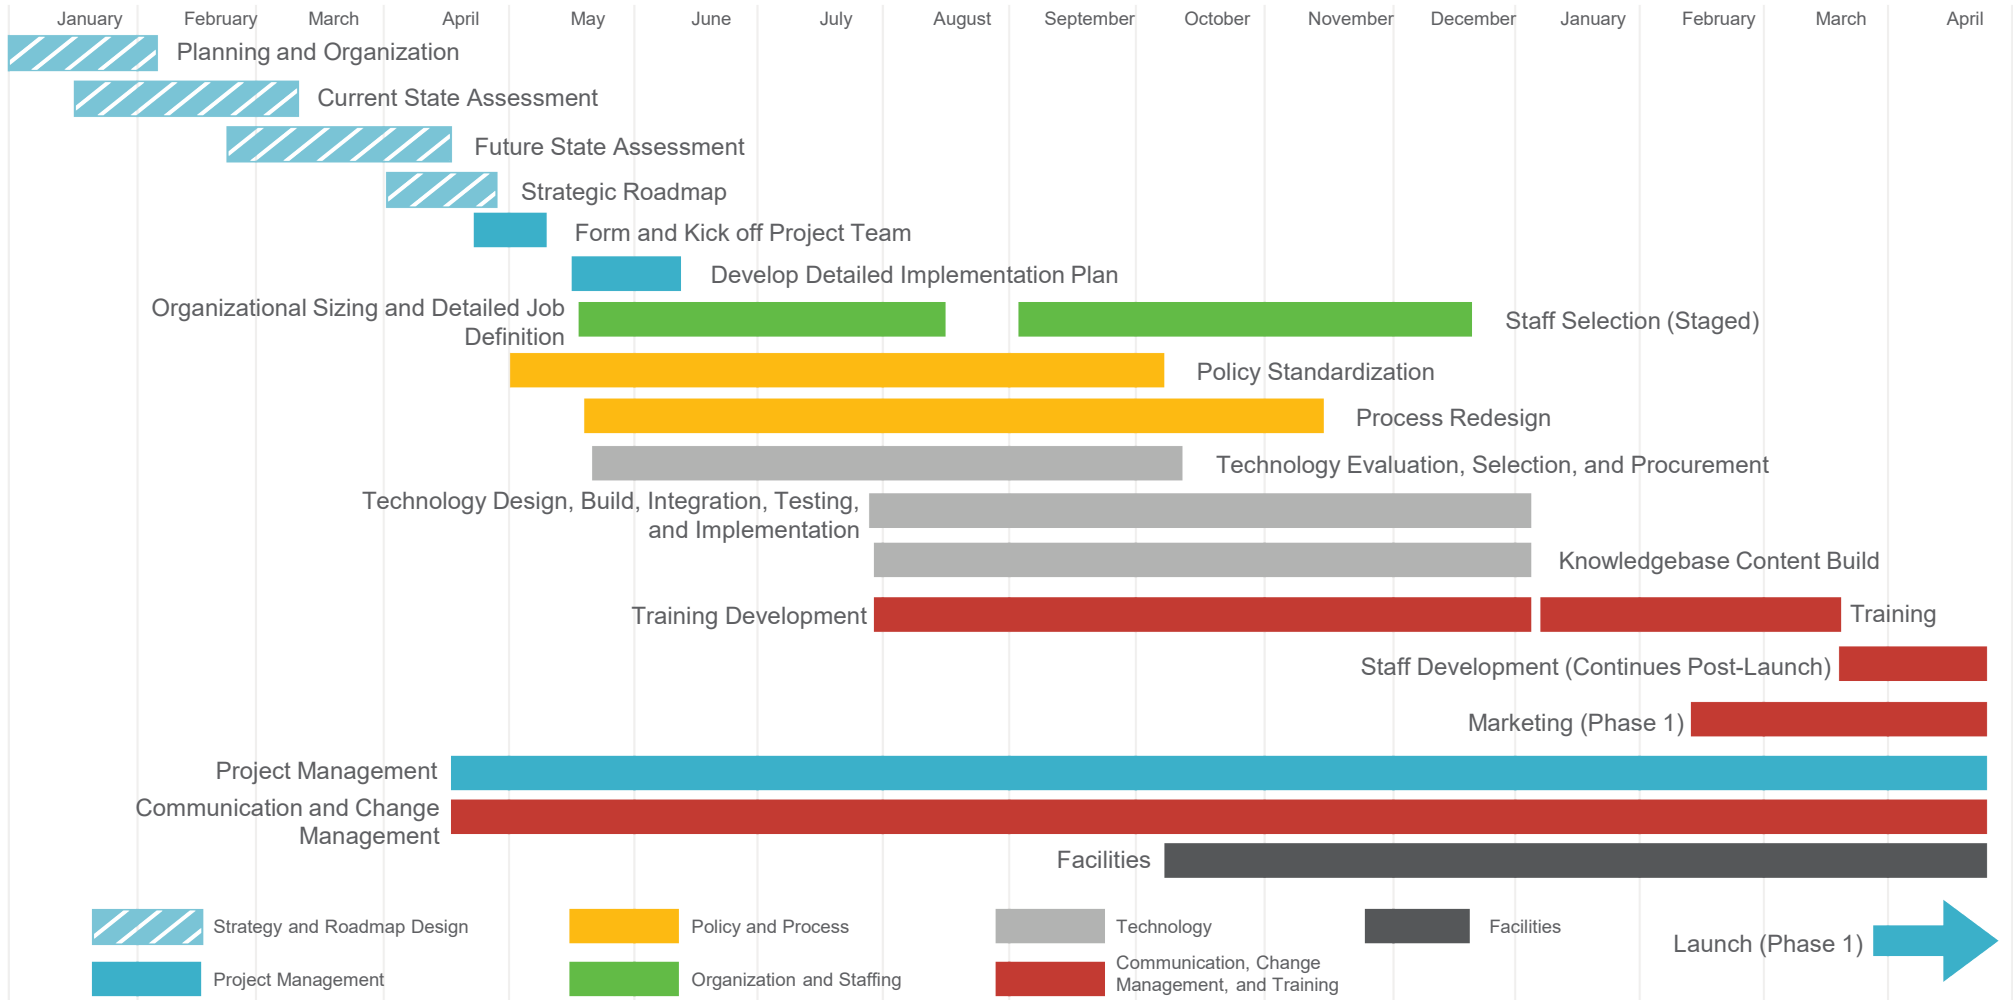 January February March April May June July August September October November December January February March April
Planning and Organization
Current State Assessment
Future State Assessment
Strategic Roadmap
Form and Kick off Project Team
Develop Detailed Implementation Plan
Organizational Sizing and Detailed Job
Definition
Staff Selection (Staged)
Policy Standardization
Process Redesign
Technology Evaluation, Selection, and Procurement
Technology Design, Build, Integration, Testing,
and Implementation
Knowledgebase Content Build
Training Development
Training
Staff Development (Continues Post-Launch)
Marketing (Phase 1)
Project Management
Communication and Change
Management
Facilities
Strategy and Roadmap Design
Policy and Process
Technology
Facilities
Launch (Phase 1)
Project Management
Organization and Staffing
Communication, Change
Management, and Training